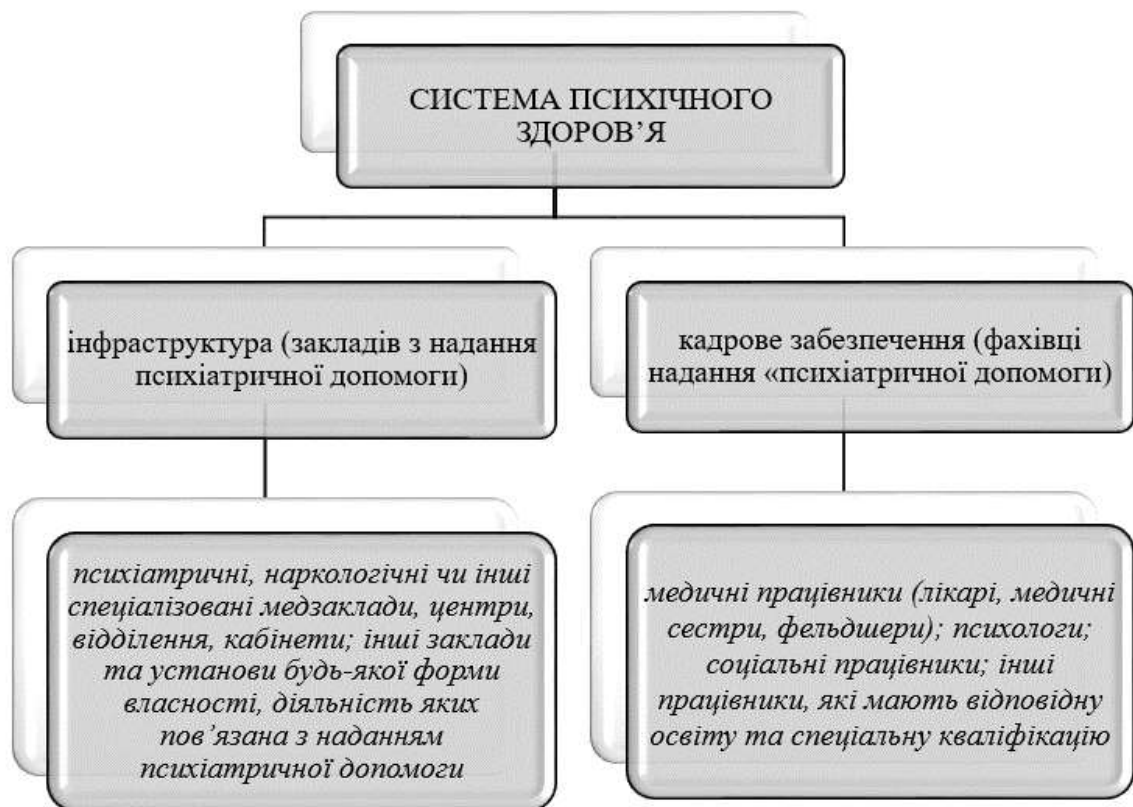 СИСТЕМА ПСИХІЧНОГО
ЗДОРОВ’Я
інфраструктура (закладів з надання
психіатричної допомоги)
кадрове забезпечення (фахівці
надання «психіатричної допомоги)
психіатричні, наркологічні чи інші
спеціалізовані медзаклади, центри,
відділення, кабінети; інші заклади
та установи будь-якої форми
власності, діяльність яких
пов’язана з наданням
психіатричної допомоги
медичні працівники (лікарі, медичні
сестри, фельдшери); психологи;
соціальні працівники; інші
працівники, які мають відповідну
освіту та спеціальну кваліфікацію